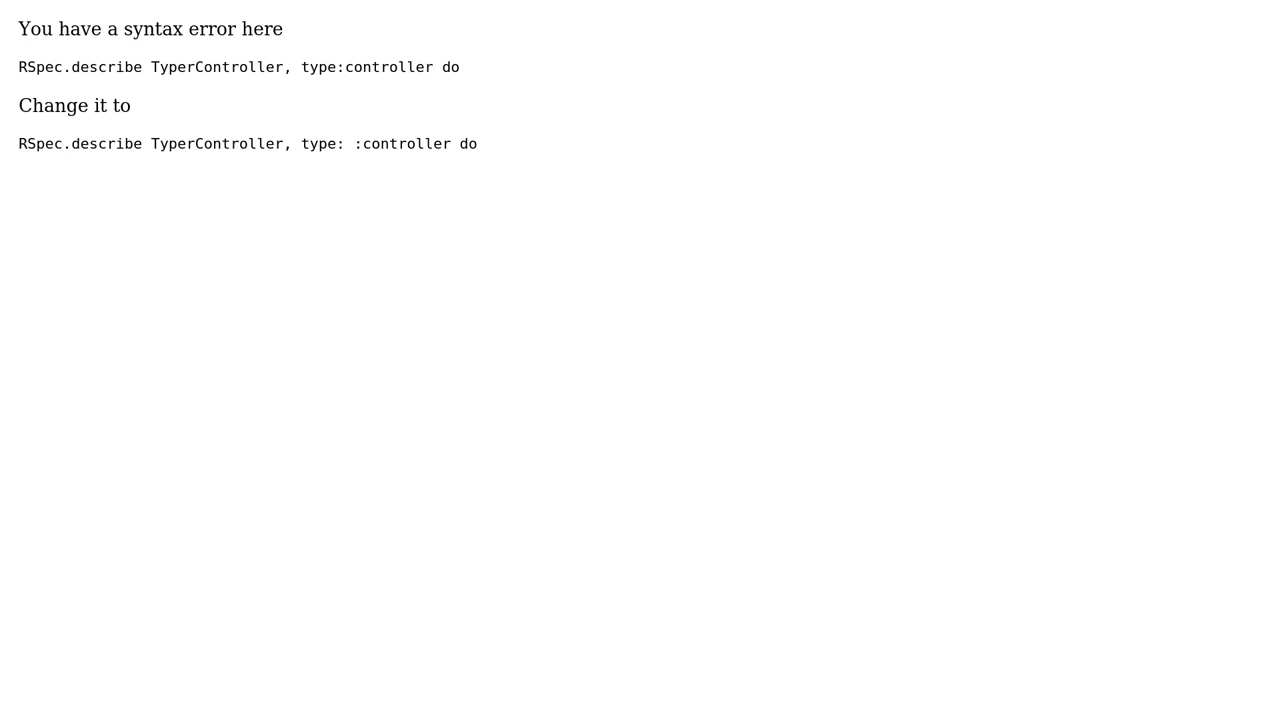 You have a syntax error here
RSpec.describe TyperController, type:controller do
Change it to
RSpec.describe TyperController, type: :controller do